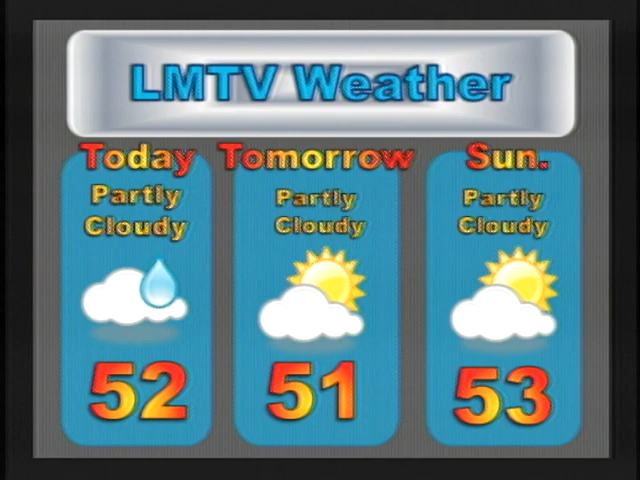 LMTV Weather
Today
Partly
Cloudy
52
Tomorrow
Partly
Cloudy
51
Sun.
Partly
Cloudy
53